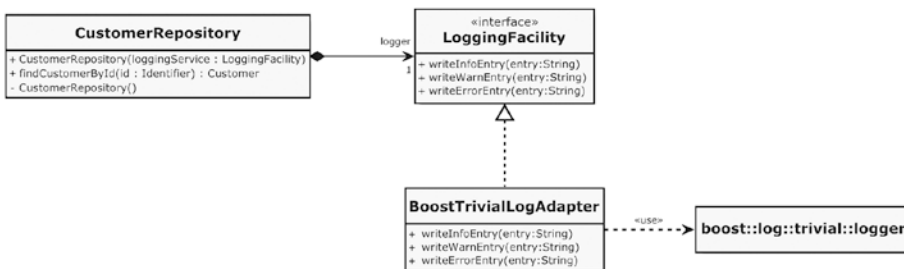 CustomerRepository
+ CustomerRepository(loggingService : LoggingFacility)
+ findCustomerById(id : Identifier) : Customer
- CustomerRepository()
logger
1
«interface»
LoggingFacility
+ writeInfoEntry(entry:String)
+ writeWarnEntry(entry:String)
+ writeErrorEntry(entry:String)
BoostTrivialLogAdapter
+ writeInfoEntry(entry:String)
+ writeWarnEntry(entry:String)
+ writeErrorEntry(entry:String)
«use»
boost::log::trivial::logger